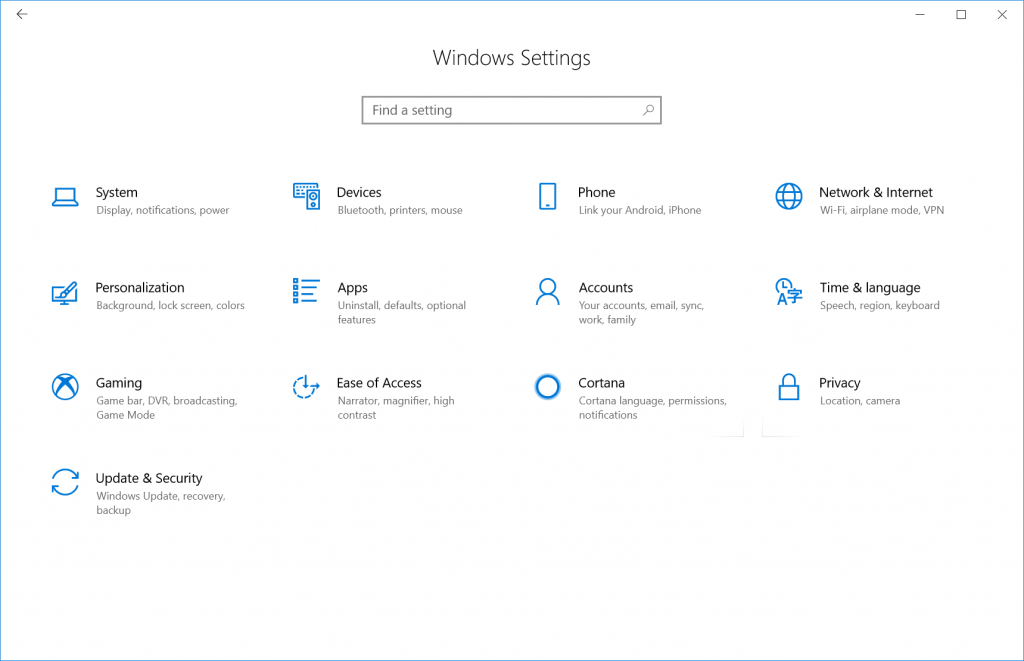 Windows Settings
Find a setting
System
Display, notifications, power
Devices
Bluetooth, printers, mouse
Phone
Link your Android, iPhone
Network & Internet
Wi-Fi, airplane mode, VPN
Personalization
Background, lock screen, colors
Apps
Uninstall, defaults, optional
features
Accounts
Your accounts, email, sync,
work, family
Time & language
Speech, region, keyboard
Gaming
Game bar, DVR, broadcasting,
Game Mode
Ease of Access
Narrator, magnifier, high
contrast
Cortana
Cortana language, permissions,
notifications
Privacy
Location, camera
Update & Security
Windows Update, recovery,
backup